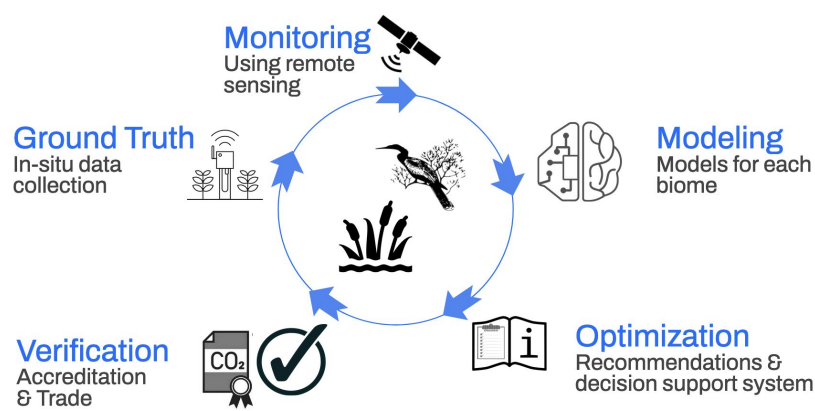 Monitoring
Using remote
sensing
Ground Truth
In-situ data
collection
Modeling
Models for each
biome
Verification
Accreditation
& Trade
CO₂
i
Optimization
Recommendations &
decision support system